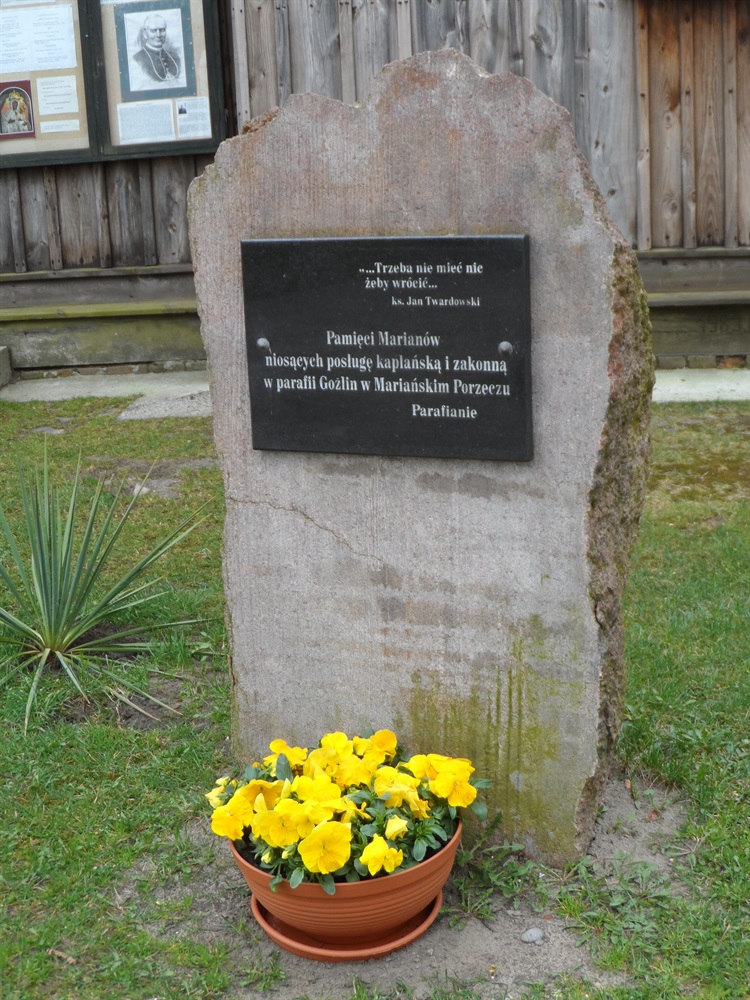 „...Trzeba nie mieć nic
żeby wrócić...
ks. Jan Twardowski
Pamięci Marianów
niosących posługę kapłańską i zakonną
w parafii Goźlin w Mariańskim Porzeczu
Parafianie